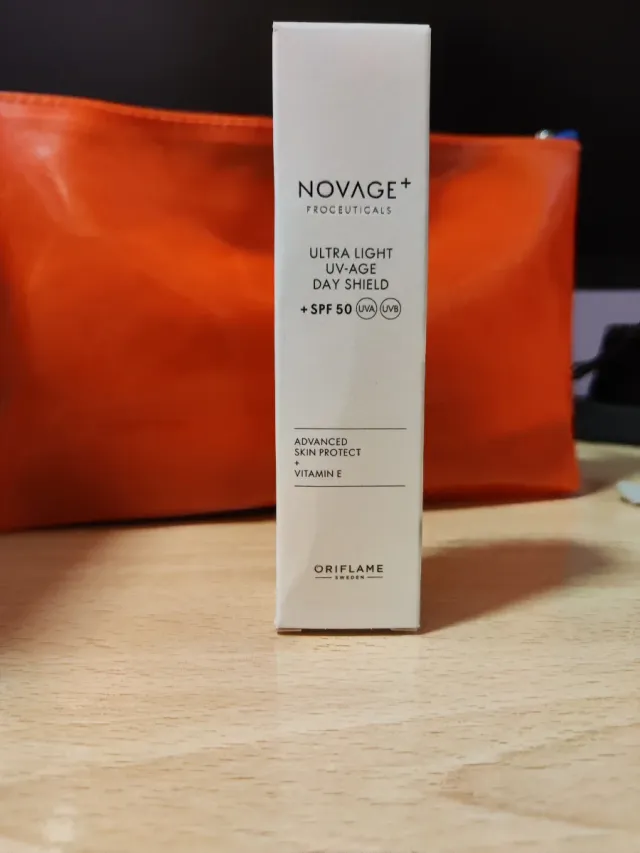 NOVAGE+
PROCEUTICALS
ULTRA LIGHT
UV-AGE
DAY SHIELD
+ SPF 50 UVA UVB
ADVANCED
SKIN PROTECT
+
VITAMIN E
ORIFLAME
SWEDEN